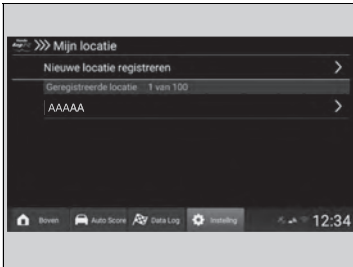 Mijn locatie
Nieuwe locatie registreren
Geregistreerde locatie 1 van 100
AAAAA
Boven Auto Score Data Log Instelling 12:34